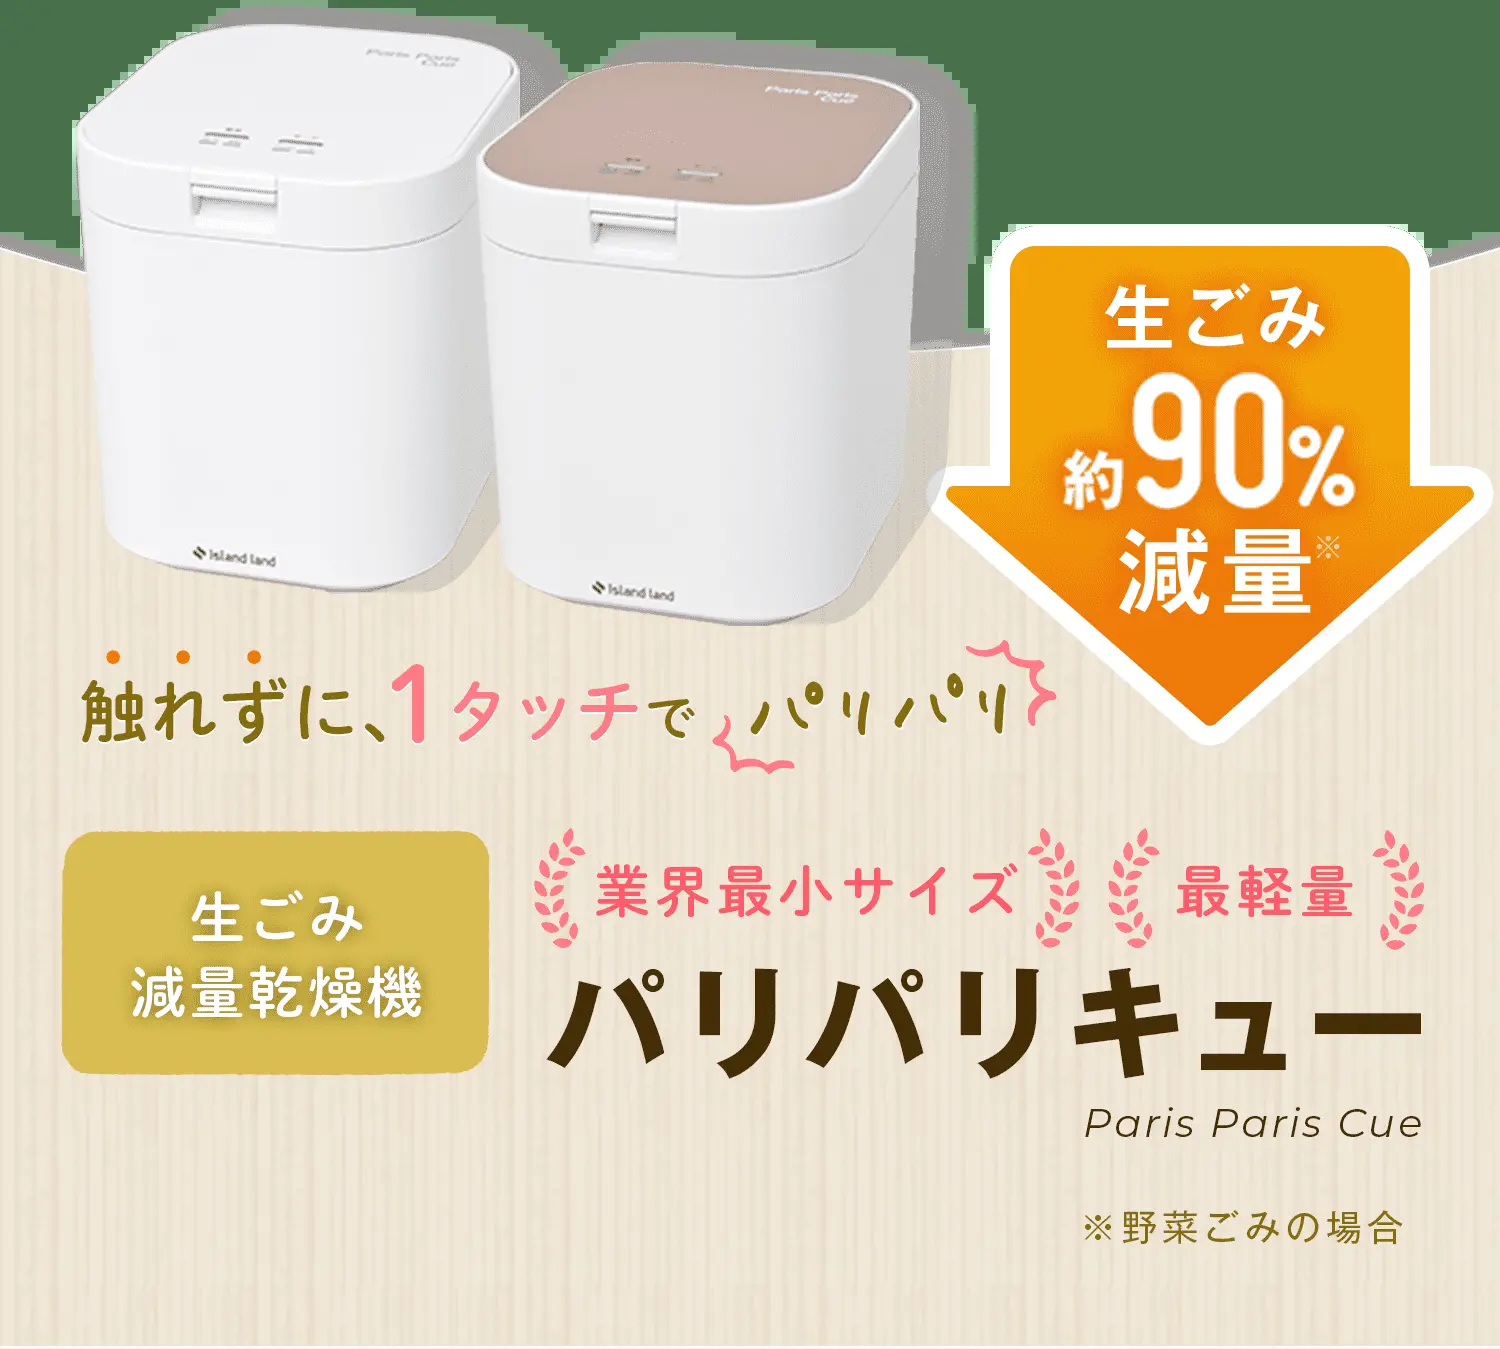 Paris Paris
Cue
Paris Paris
Cue
island land
island land
生ごみ
約90%
減量※
触れずに、1タッチでパリパリ
生ごみ
減量乾燥機
業界最小サイズ 最軽量
パリパリキュー
Paris Paris Cue
※野菜ごみの場合